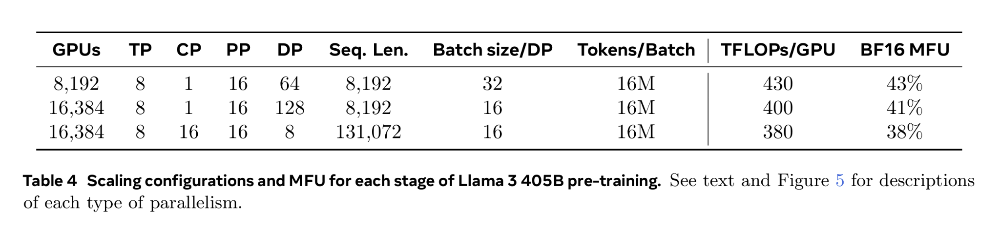 GPUs TP CP PP DP Seq. Len. Batch size/DP Tokens/Batch TFLOPs/GPU BF16 MFU
8,192 8 1 16 64 8,192 32 16M 430 43%
16,384 8 1 16 128 8,192 16 16M 400 41%
16,384 8 16 16 8 131,072 16 16M 380 38%
Table 4 Scaling configurations and MFU for each stage of Llama 3 405B pre-training. See text and Figure 5 for descriptions
of each type of parallelism.